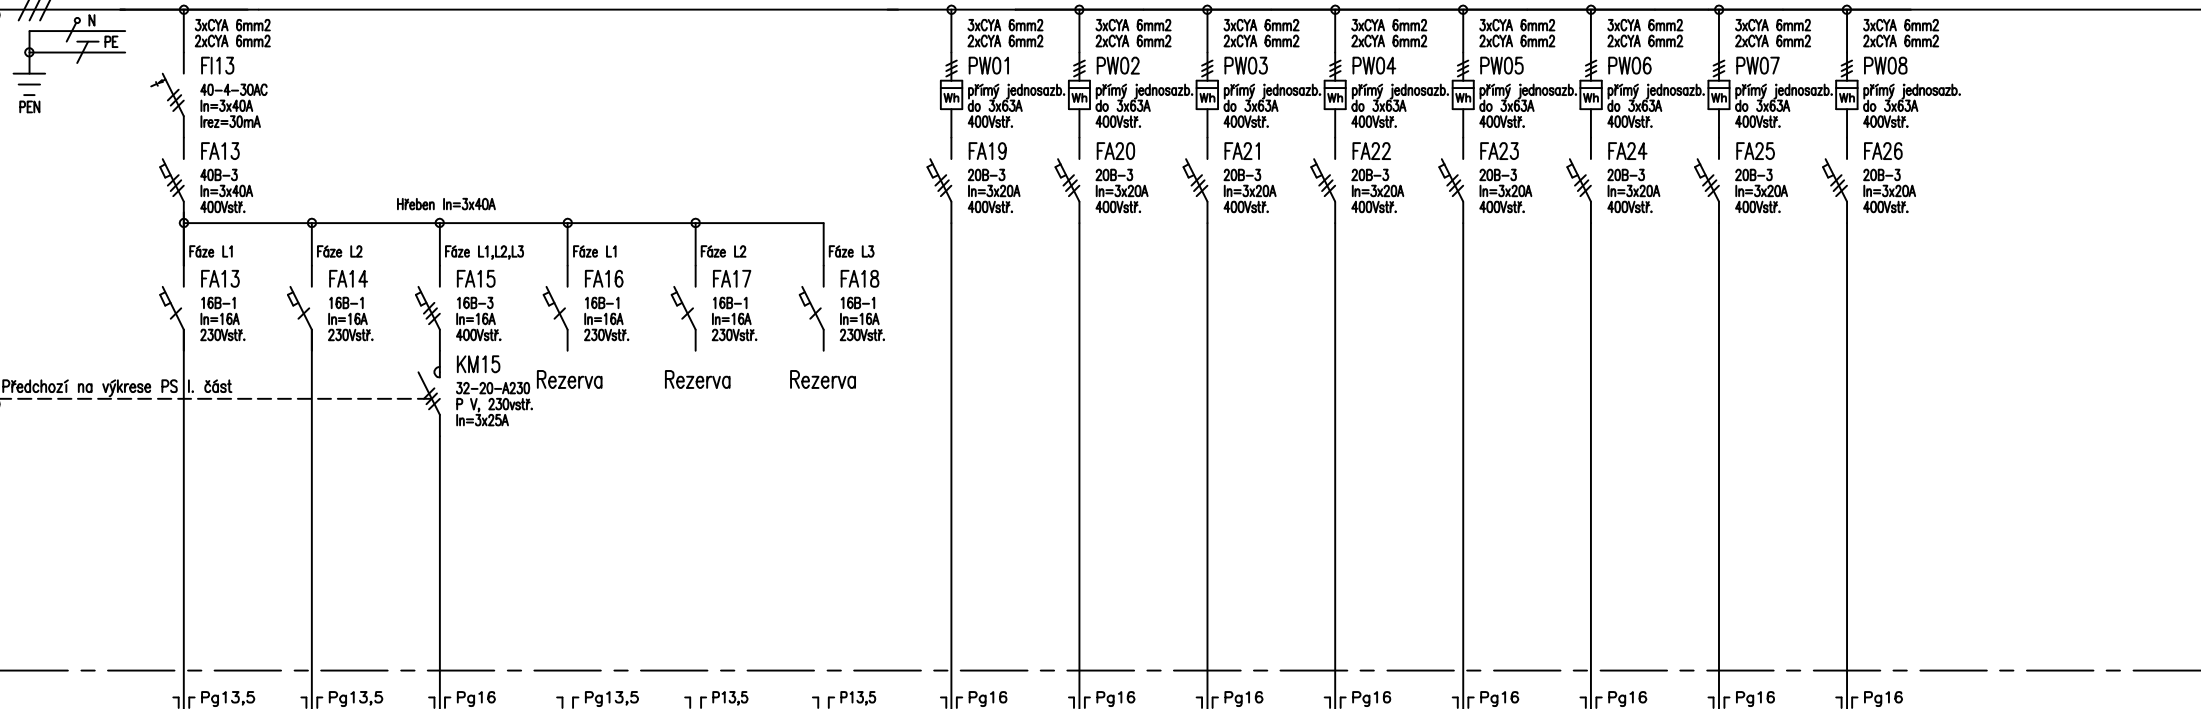 N
PE
PEN
3xCYA 6mm2
2xCYA 6mm2
FI13
40-4-30AC
In=3x40A
Irez=30mA
FA13
40B-3
In=3x40A
400Vstř.
Hřeben In=3x40A
Fáze L1
FA13
16B-1
In=16A
230Vstř.
Fáze L2
FA14
16B-1
In=16A
230Vstř.
Fáze L1,L2,L3
FA15
16B-3
In=16A
400Vstř.
KM15
32-20-A230
P V, 230vstř.
In=3x25A
Fáze L1
FA16
16B-1
In=16A
230Vstř.
Rezerva
Fáze L2
FA17
16B-1
In=16A
230Vstř.
Rezerva
Fáze L3
FA18
16B-1
In=16A
230Vstř.
Rezerva
Předchozí na výkrese PS I. část
3xCYA 6mm2
2xCYA 6mm2
PW01
Wh
přímý jednosazb.
do 3x63A
400Vstř.
FA19
20B-3
In=3x20A
400Vstř.
3xCYA 6mm2
2xCYA 6mm2
PW02
Wh
přímý jednosazb.
do 3x63A
400Vstř.
FA20
20B-3
In=3x20A
400Vstř.
3xCYA 6mm2
2xCYA 6mm2
PW03
Wh
přímý jednosazb.
do 3x63A
400Vstř.
FA21
20B-3
In=3x20A
400Vstř.
3xCYA 6mm2
2xCYA 6mm2
PW04
Wh
přímý jednosazb.
do 3x63A
400Vstř.
FA22
20B-3
In=3x20A
400Vstř.
3xCYA 6mm2
2xCYA 6mm2
PW05
Wh
přímý jednosazb.
do 3x63A
400Vstř.
FA23
20B-3
In=3x20A
400Vstř.
3xCYA 6mm2
2xCYA 6mm2
PW06
Wh
přímý jednosazb.
do 3x63A
400Vstř.
FA24
20B-3
In=3x20A
400Vstř.
3xCYA 6mm2
2xCYA 6mm2
PW07
Wh
přímý jednosazb.
do 3x63A
400Vstř.
FA25
20B-3
In=3x20A
400Vstř.
3xCYA 6mm2
2xCYA 6mm2
PW08
Wh
přímý jednosazb.
do 3x63A
400Vstř.
FA26
20B-3
In=3x20A
400Vstř.
Pg13,5
Pg13,5
Pg16
Pg13,5
P13,5
P13,5
Pg16
Pg16
Pg16
Pg16
Pg16
Pg16
Pg16
Pg16